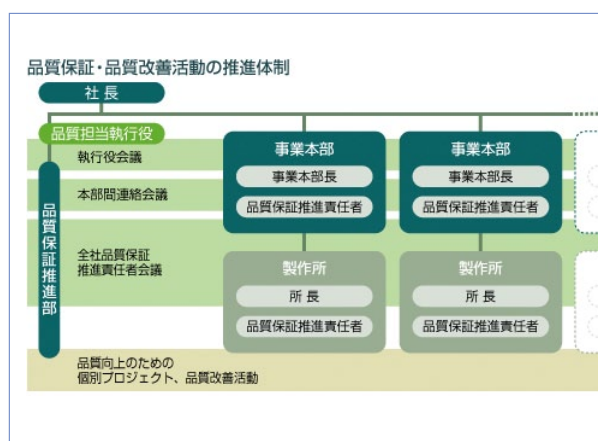 品質保証・品質改善活動の推進体制
社長
品質担当執行役
執行役会議
本部間連絡会議
全社品質保証
推進責任者会議
品質保証推進部
事業本部
事業本部長
品質保証推進責任者
製作所
所長
品質保証推進責任者
事業本部
事業本部長
品質保証推進責任者
製作所
所長
品質保証推進責任者
品質向上のための
個別プロジェクト、品質改善活動